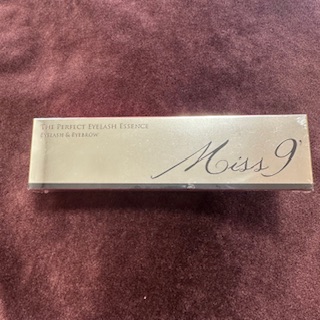 THE PERFECT EYELASH ESSENCE
EYELASH & EYEBROW
Miss 9'